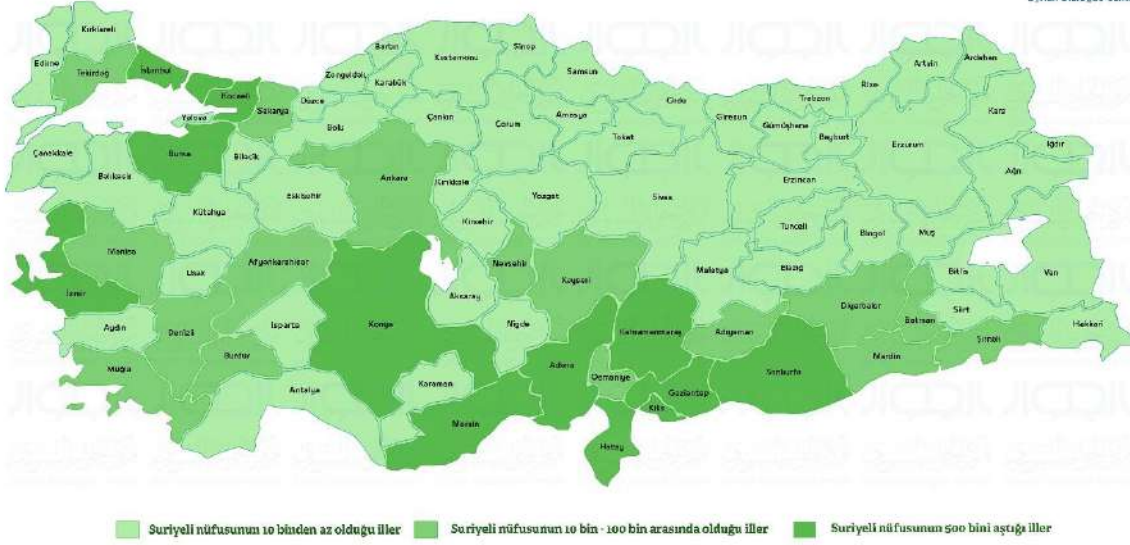 Kırklareli
Edirne
Tekirdağ
İstanbul
Kocaeli
Yalova
Sakarya
Düzce
Zonguldak
Bartın
Karabük
Kastamonu
Sinop
Samsun
Bolu
Çankırı
Çorum
Amasya
Tokat
Ordu
Giresun
Trabzon
Gümüşhane
Bayburt
Rize
Artvin
Ardahan
Kars
Iğdır
Ağrı
Erzurum
Erzincan
Çanakkale
Balıkesir
Bursa
Bilecik
Eskişehir
Kütahya
Ankara
Kırıkkale
Kırşehir
Yozgat
Sivas
Tunceli
Bingöl
Muş
Bitlis
Van
Manisa
Uşak
Afyonkarahisar
Nevşehir
Kayseri
Malatya
Elazığ
Diyarbakır
Batman
Siirt
Şırnak
Hakkari
İzmir
Aydın
Denizli
Isparta
Burdur
Konya
Aksaray
Niğde
Kahramanmaraş
Adıyaman
Mardin
Muğla
Antalya
Karaman
Mersin
Adana
Osmaniye
Gaziantep
Kilis
Şanlıurfa
Hatay
Suriyeli nüfusunun 10 binden az olduğu iller
Suriyeli nüfusunun 10 bin - 100 bin arasında olduğu iller
Suriyeli nüfusunun 500 bini aştığı iller